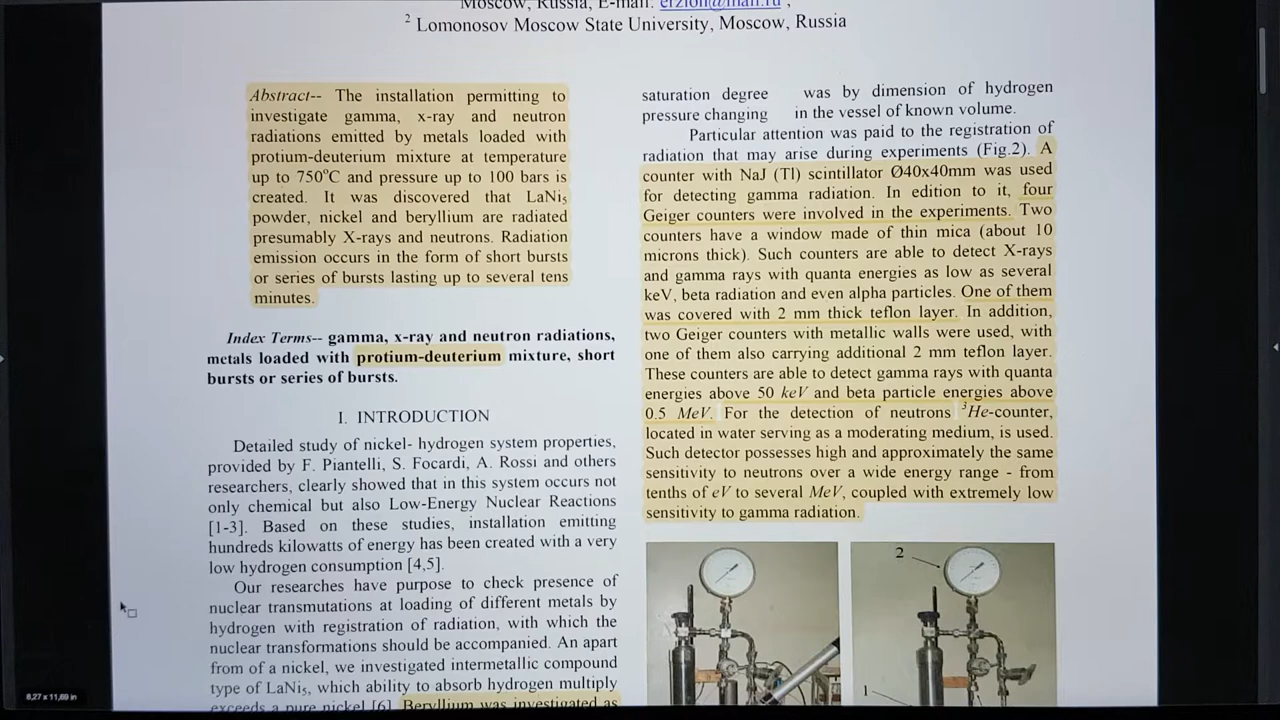 Moscow, Russia, E-mail: erzion@mail.ru ,
2 Lomonosov Moscow State University, Moscow, Russia
Abstract-- The installation permitting to
investigate gamma, x-ray and neutron
radiations emitted by metals loaded with
protium-deuterium mixture at temperature
up to 750°C and pressure up to 100 bars is
created. It was discovered that LaNi5
powder, nickel and beryllium are radiated
presumably X-rays and neutrons. Radiation
emission occurs in the form of short bursts
or series of bursts lasting up to several tens
minutes.
Index Terms-- gamma, x-ray and neutron radiations,
metals loaded with protium-deuterium mixture, short
bursts or series of bursts.
I. INTRODUCTION
Detailed study of nickel- hydrogen system properties,
provided by F. Piantelli, S. Focardi, A. Rossi and others
researchers, clearly showed that in this system occurs not
only chemical but also Low-Energy Nuclear Reactions
[1-3]. Based on these studies, installation emitting
hundreds kilowatts of energy has been created with a very
low hydrogen consumption [4,5].
Our researches have purpose to check presence of
nuclear transmutations at loading of different metals by
hydrogen with registration of radiation, with which the
nuclear transformations should be accompanied. An apart
from of a nickel, we investigated intermetallic compound
type of LaNi5, which ability to absorb hydrogen multiply
exceeds a pure nickel [6]. Beryllium was investigated as
saturation degree was by dimension of hydrogen
pressure changing in the vessel of known volume.
Particular attention was paid to the registration of
radiation that may arise during experiments (Fig.2). A
counter with NaJ (Tl) scintillator Ø40x40mm was used
for detecting gamma radiation. In edition to it, four
Geiger counters were involved in the experiments. Two
counters have a window made of thin mica (about 10
microns thick). Such counters are able to detect X-rays
and gamma rays with quanta energies as low as several
keV, beta radiation and even alpha particles. One of them
was covered with 2 mm thick teflon layer. In addition,
two Geiger counters with metallic walls were used, with
one of them also carrying additional 2 mm teflon layer.
These counters are able to detect gamma rays with quanta
energies above 50 keV and beta particle energies above
0.5 MeV. For the detection of neutrons 3He-counter,
located in water serving as a moderating medium, is used.
Such detector possesses high and approximately the same
sensitivity to neutrons over a wide energy range - from
tenths of eV to several MeV, coupled with extremely low
sensitivity to gamma radiation.
2
1
8,27 x 11,69 in